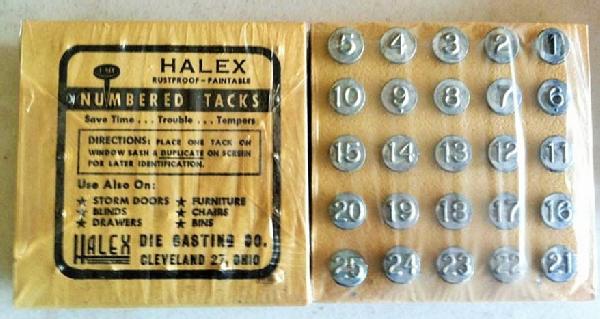 HALEX
RUSTPROOF - PAINTABLE
NUMBERED TACKS
Save Time... Trouble... Tempers
DIRECTIONS: PLACE ONE TACK ON
WINDOW SASH & DUPLICATE ON SCREEN
FOR LATER IDENTIFICATION.
Use Also On:
★ STORM DOORS ★ FURNITURE
★ BLINDS ★ CHAIRS
★ DRAWERS ★ BINS
HALEX DIE CASTING CO.
CLEVELAND 27, OHIO
5 4 3 2 1
10 9 8 7 6
15 14 13 12 11
20 19 18 17 16
25 24 23 22 21